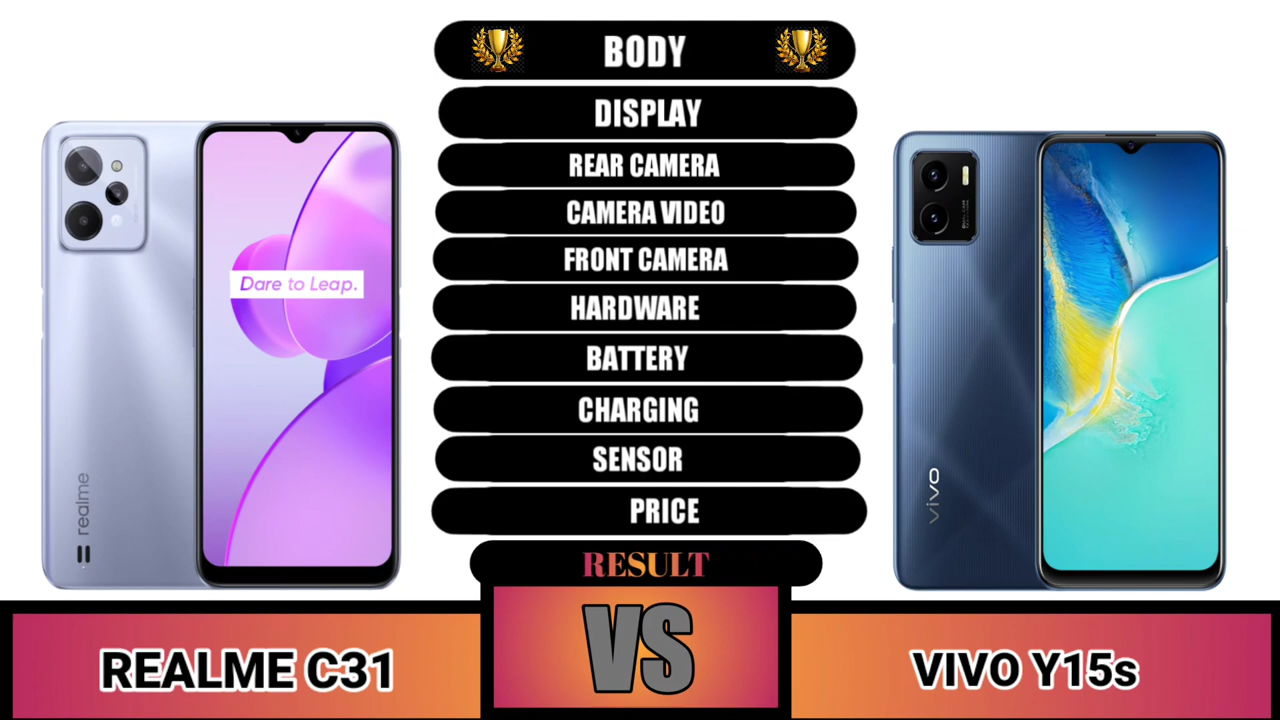 BODY
DISPLAY
REAR CAMERA
CAMERA VIDEO
FRONT CAMERA
HARDWARE
BATTERY
CHARGING
SENSOR
PRICE
RESULT
VS
Dare to Leap.
realme
vivo
REALME C31
VIVO Y15s